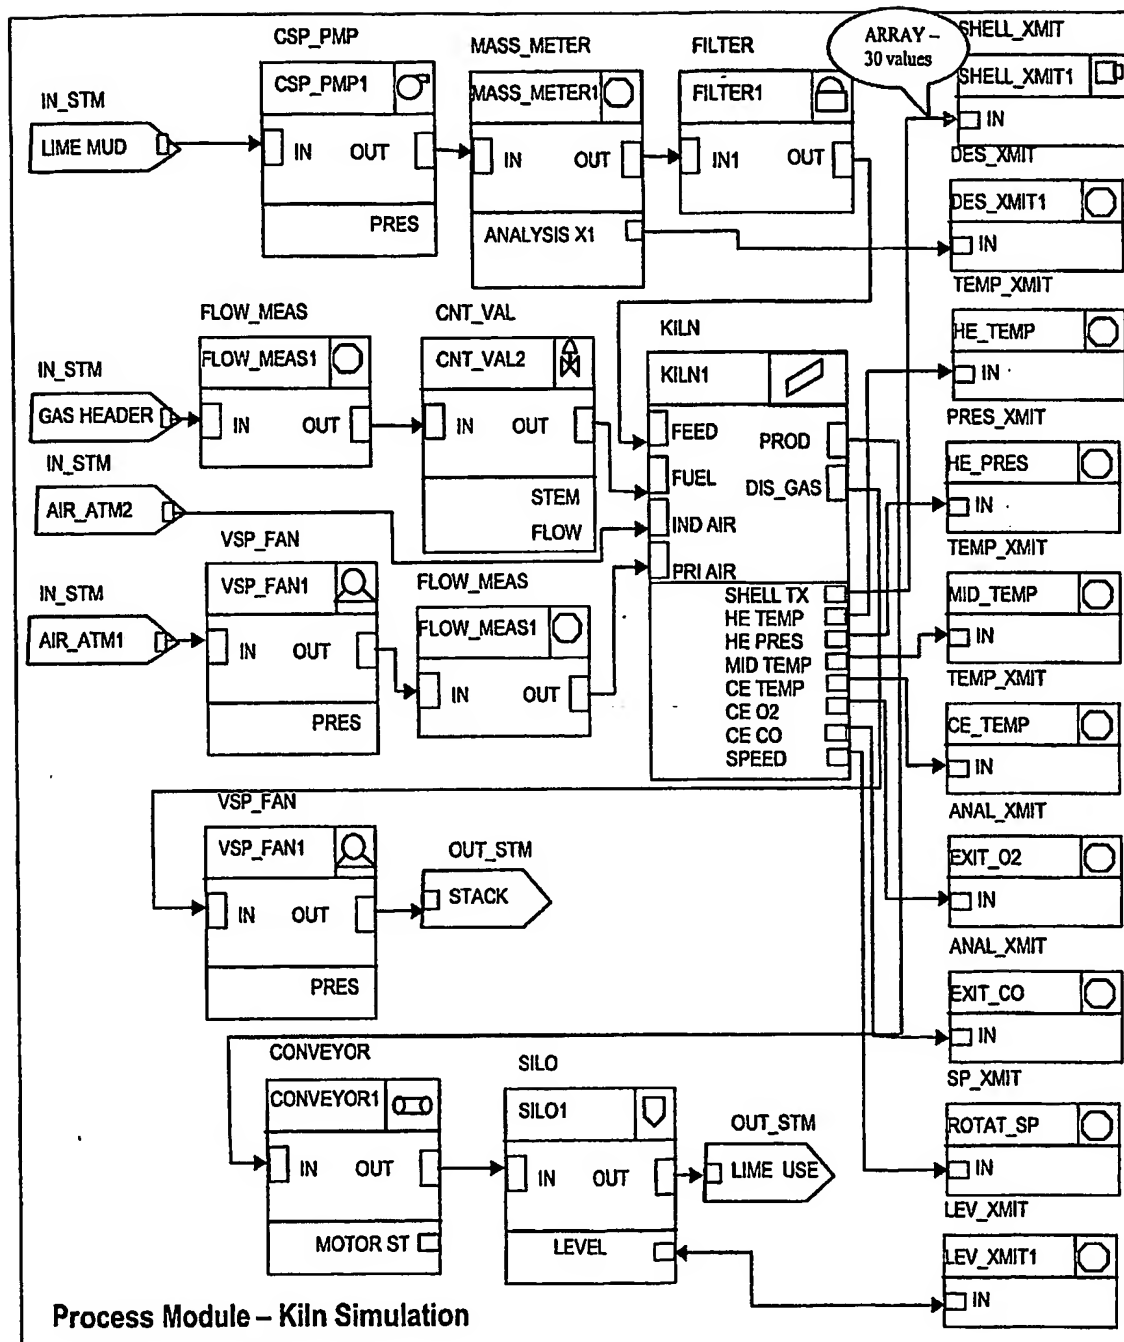 CSP_PMP
MASS_METER
FILTER
ARRAY –
30 values
SHELL_XMIT
IN_STM
LIME MUD
CSP_PMP1
IN OUT
PRES
MASS_METER1
IN OUT
ANALYSIS X1
FILTER1
IN1 OUT
SHELL_XMIT1
IN
DES_XMIT
DES_XMIT1
IN
TEMP_XMIT
HE_TEMP
IN
FLOW_MEAS
FLOW_MEAS1
IN OUT
CNT_VAL
CNT_VAL2
IN OUT
STEM
FLOW
IN_STM
GAS HEADER
IN_STM
AIR_ATM2
KILN
KILN1
FEED
FUEL
IND AIR
PRI AIR
PROD
DIS_GAS
SHELL TX
HE TEMP
HE PRES
MID TEMP
CE TEMP
CE O2
CE CO
SPEED
PRES_XMIT
HE_PRES
IN
TEMP_XMIT
MID_TEMP
IN
TEMP_XMIT
CE_TEMP
IN
VSP_FAN
VSP_FAN1
IN OUT
PRES
IN_STM
AIR_ATM1
FLOW_MEAS
FLOW_MEAS1
IN OUT
VSP_FAN
VSP_FAN1
IN OUT
PRES
OUT_STM
STACK
ANAL_XMIT
EXIT_O2
IN
ANAL_XMIT
EXIT_CO
IN
CONVEYOR
CONVEYOR1
IN OUT
MOTOR ST
SILO
SILO1
IN OUT
LEVEL
OUT_STM
LIME USE
SP_XMIT
ROTAT_SP
IN
LEV_XMIT
LEV_XMIT1
IN
Process Module – Kiln Simulation